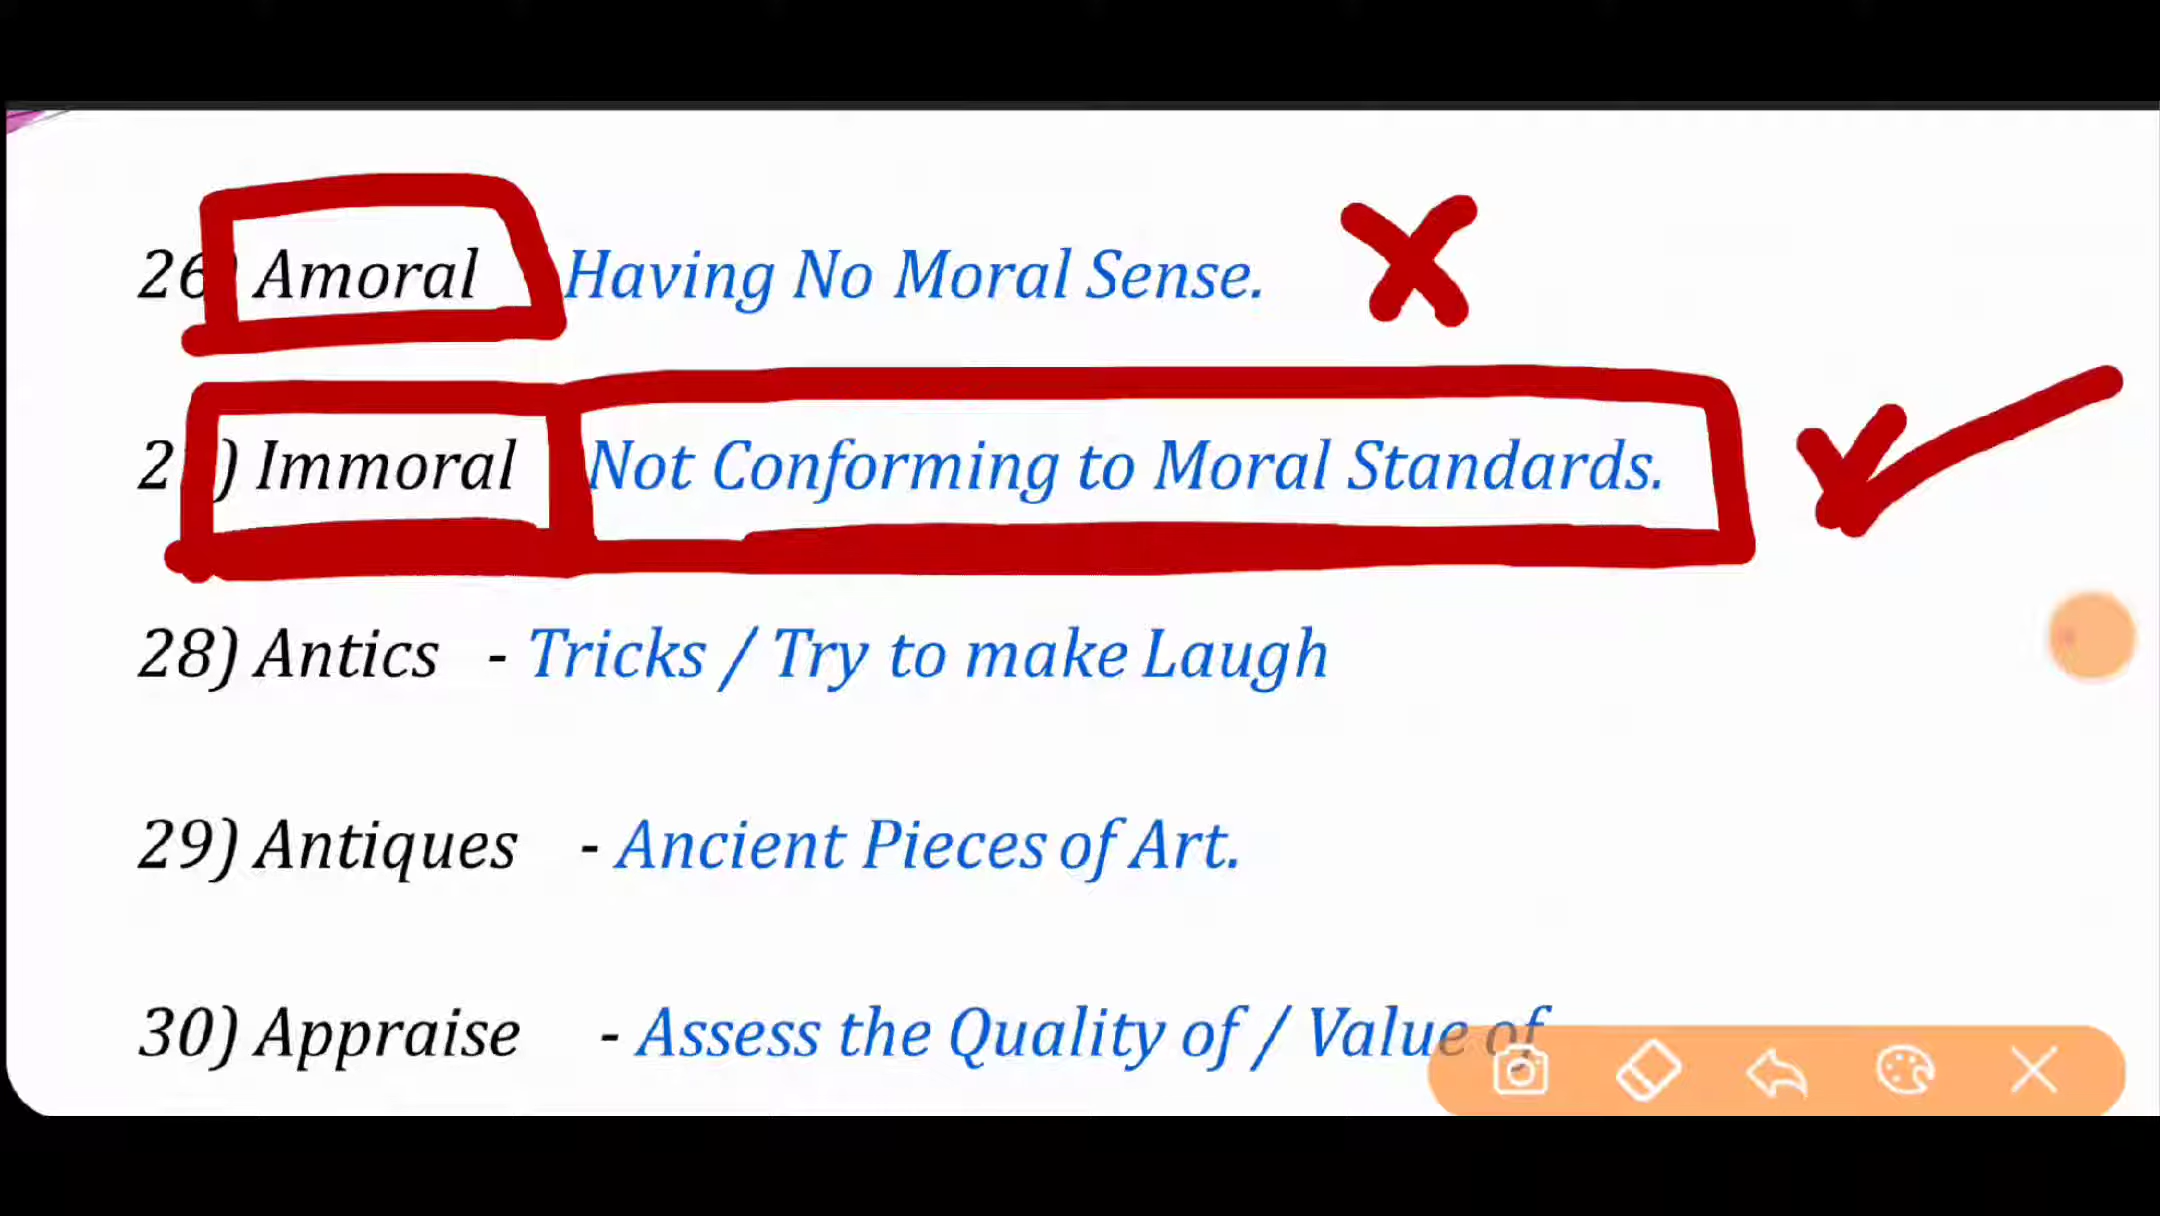 26) Amoral Having No Moral Sense.
2 ) Immoral Not Conforming to Moral Standards.
28) Antics - Tricks / Try to make Laugh
29) Antiques - Ancient Pieces of Art.
30) Appraise - Assess the Quality of / Value of